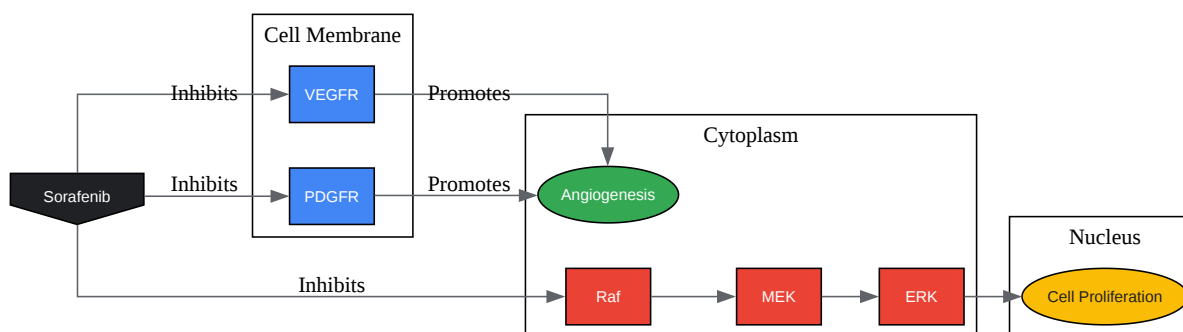 Cell Membrane
Inhibits
VEGFR
Promotes
Cytoplasm
Sorafenib
Inhibits
PDGFR
Promotes
Angiogenesis
Nucleus
Inhibits
Raf
MEK
ERK
Cell Proliferation